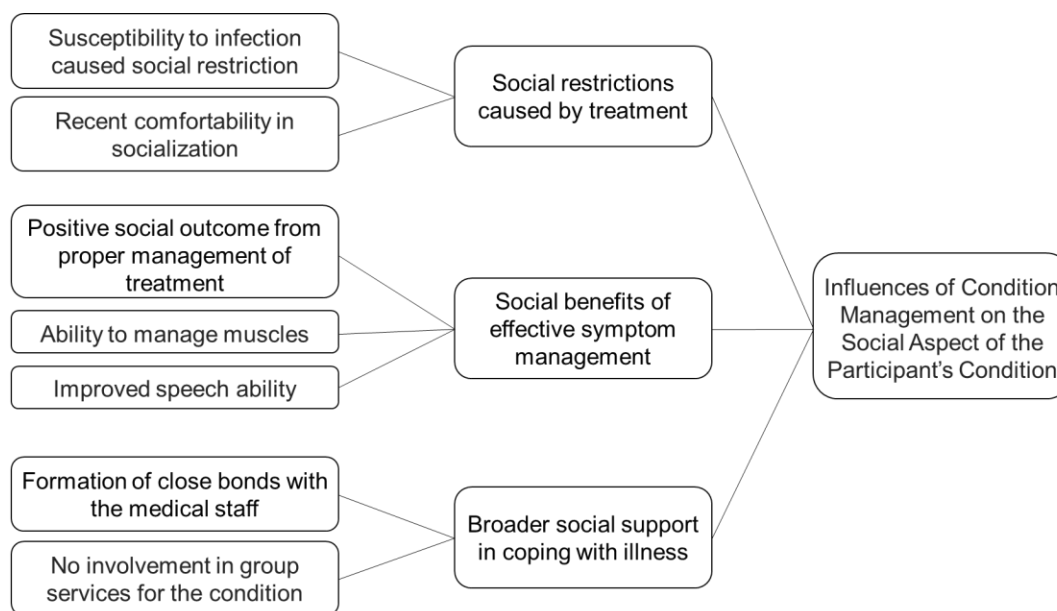 Susceptibility to infection
caused social restriction
Recent comfortability in
socialization
Social restrictions
caused by treatment
Positive social outcome from
proper management of
treatment
Ability to manage muscles
Improved speech ability
Social benefits of
effective symptom
management
Formation of close bonds with
the medical staff
No involvement in group
services for the condition
Broader social support
in coping with illness
Influences of Condition
Management on the
Social Aspect of the
Participant's Condition